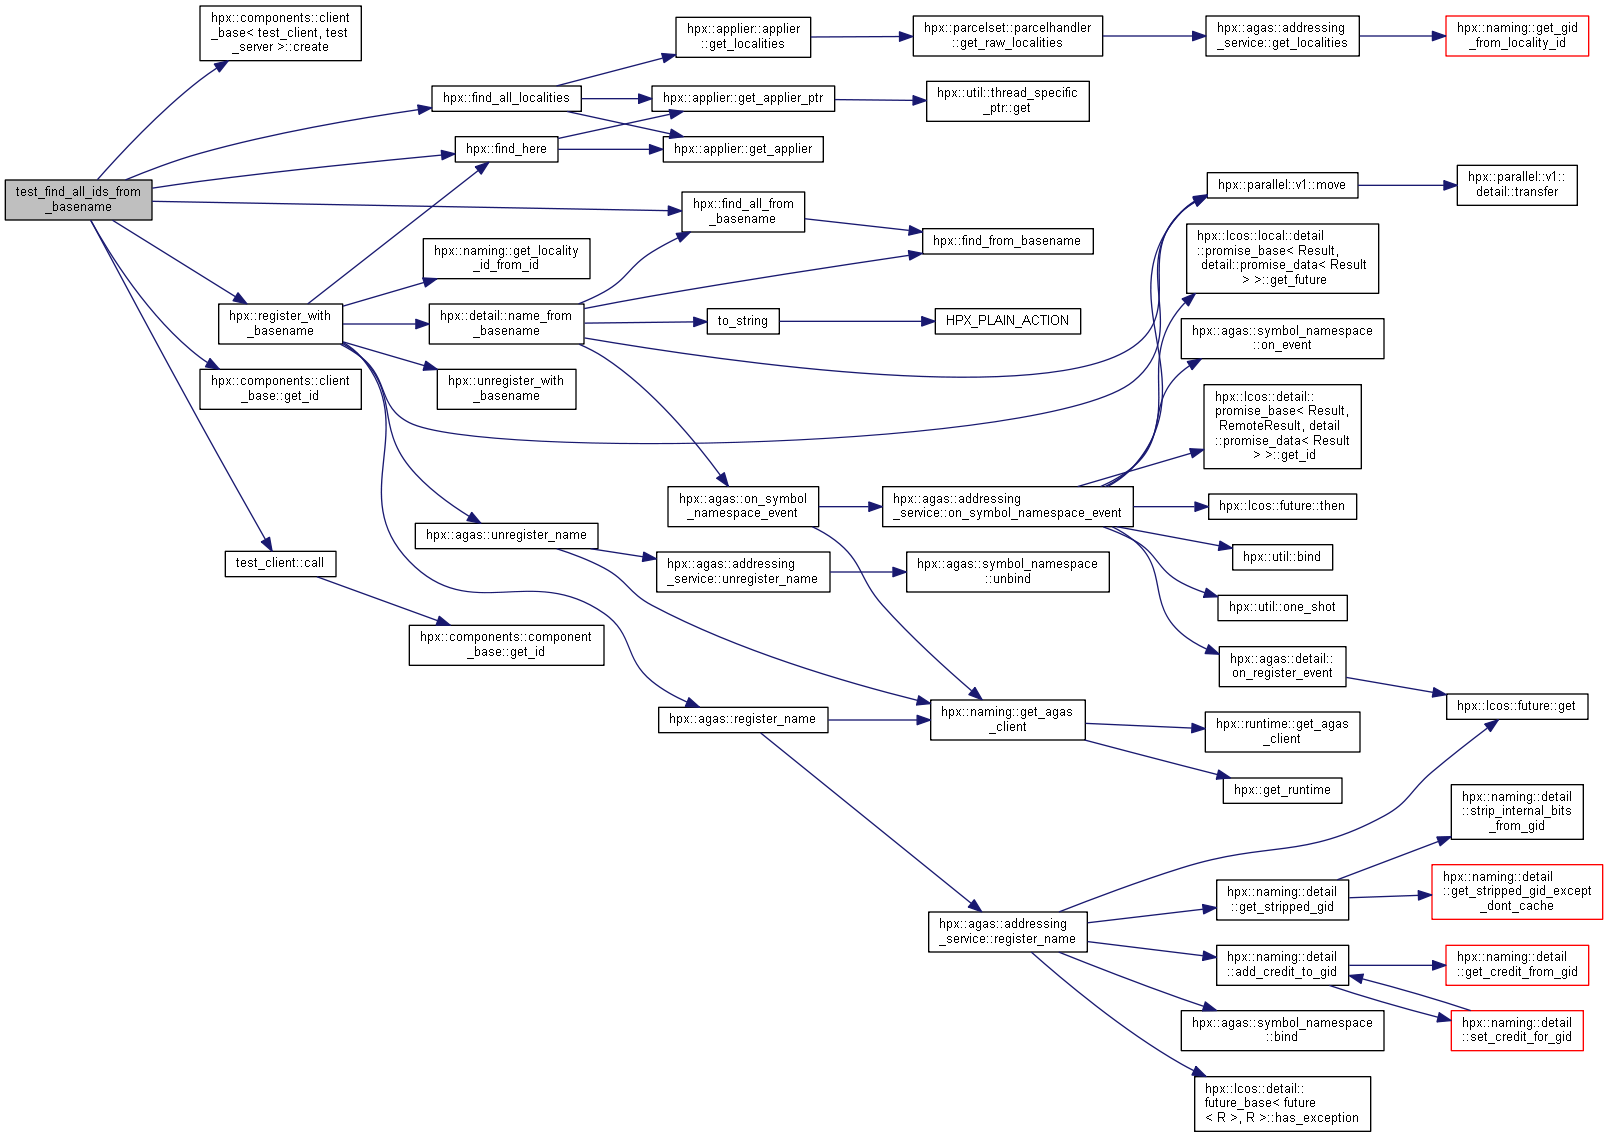 test_find_all_ids_from
_basename
hpx::components::client
_base< test_client, test
_server >::create
hpx::find_all_localities
hpx::find_here
hpx::register_with
_basename
hpx::components::client
_base::get_id
test_client::call
hpx::applier::applier
::get_localities
hpx::applier::get_applier_ptr
hpx::applier::get_applier
hpx::find_all_from
_basename
hpx::naming::get_locality
_id_from_id
hpx::detail::name_from
_basename
hpx::unregister_with
_basename
to_string
hpx::agas::on_symbol
_namespace_event
hpx::agas::unregister_name
hpx::agas::addressing
_service::unregister_name
hpx::components::component
_base::get_id
hpx::agas::register_name
hpx::parcelset::parcelhandler
::get_raw_localities
hpx::util::thread_specific
_ptr::get
hpx::find_from_basename
HPX_PLAIN_ACTION
hpx::agas::addressing
_service::on_symbol_namespace_event
hpx::agas::symbol_namespace
::unbind
hpx::naming::get_agas
_client
hpx::agas::addressing
_service::register_name
hpx::agas::addressing
_service::get_localities
hpx::parallel::v1::move
hpx::lcos::local::detail
::promise_base< Result,
detail::promise_data< Result
> >::get_future
hpx::agas::symbol_namespace
::on_event
hpx::lcos::detail::
promise_base< Result,
RemoteResult, detail
::promise_data< Result
> >::get_id
hpx::lcos::future::then
hpx::util::bind
hpx::util::one_shot
hpx::agas::detail::
on_register_event
hpx::runtime::get_agas
_client
hpx::get_runtime
hpx::naming::detail
::get_stripped_gid
hpx::naming::detail
::add_credit_to_gid
hpx::agas::symbol_namespace
::bind
hpx::lcos::detail::
future_base< future
< R >, R >::has_exception
hpx::naming::get_gid
_from_locality_id
hpx::parallel::v1::
detail::transfer
hpx::lcos::future::get
hpx::naming::detail
::strip_internal_bits
_from_gid
hpx::naming::detail
::get_stripped_gid_except
_dont_cache
hpx::naming::detail
::get_credit_from_gid
hpx::naming::detail
::set_credit_for_gid